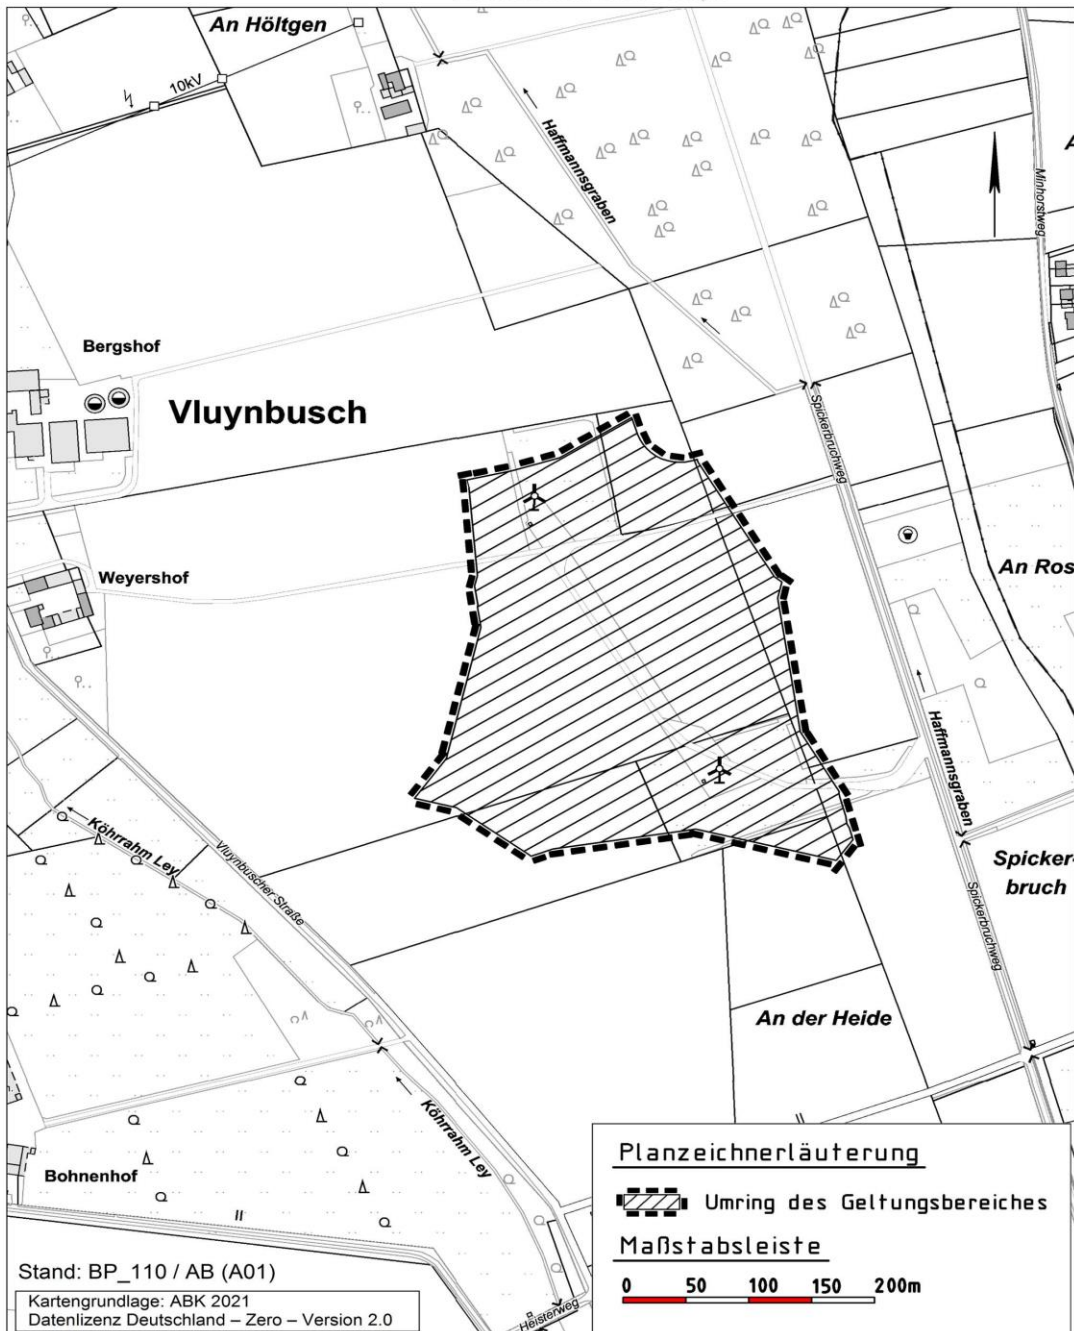 An Höltgen
10kV
Haffmannsgraben
Minhorstweg
Bergshof
Vluynbusch
Spickerbruchweg
Weyershof
An Ros
Haffmannsgraben
Köhrrahm Ley
Vluynbuscher Straße
Spicker-
bruch
Spickerbruchweg
An der Heide
Köhrrahm Ley
Bohnenhof
Heisterweg
Planzeichnerläuterung
Umring des Geltungsbereiches
Maßstabsleiste
0 50 100 150 200m
Stand: BP_110 / AB (A01)
Kartengrundlage: ABK 2021
Datenlizenz Deutschland – Zero – Version 2.0